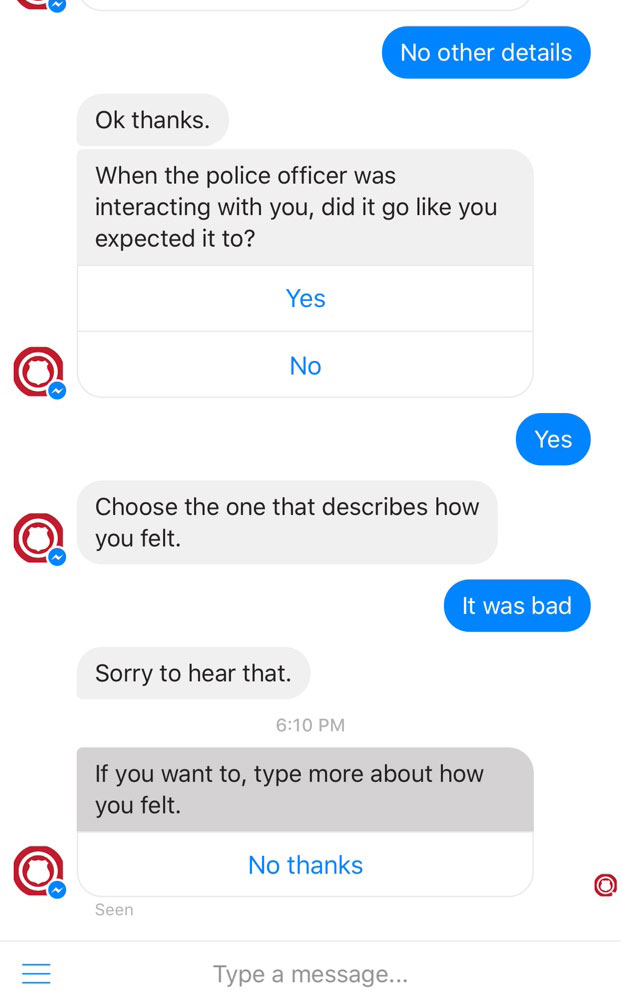 No other details
Ok thanks.
When the police officer was
interacting with you, did it go like you
expected it to?
Yes
No
Yes
Choose the one that describes how
you felt.
It was bad
Sorry to hear that.
6:10 PM
If you want to, type more about how
you felt.
No thanks
Seen
Type a message...